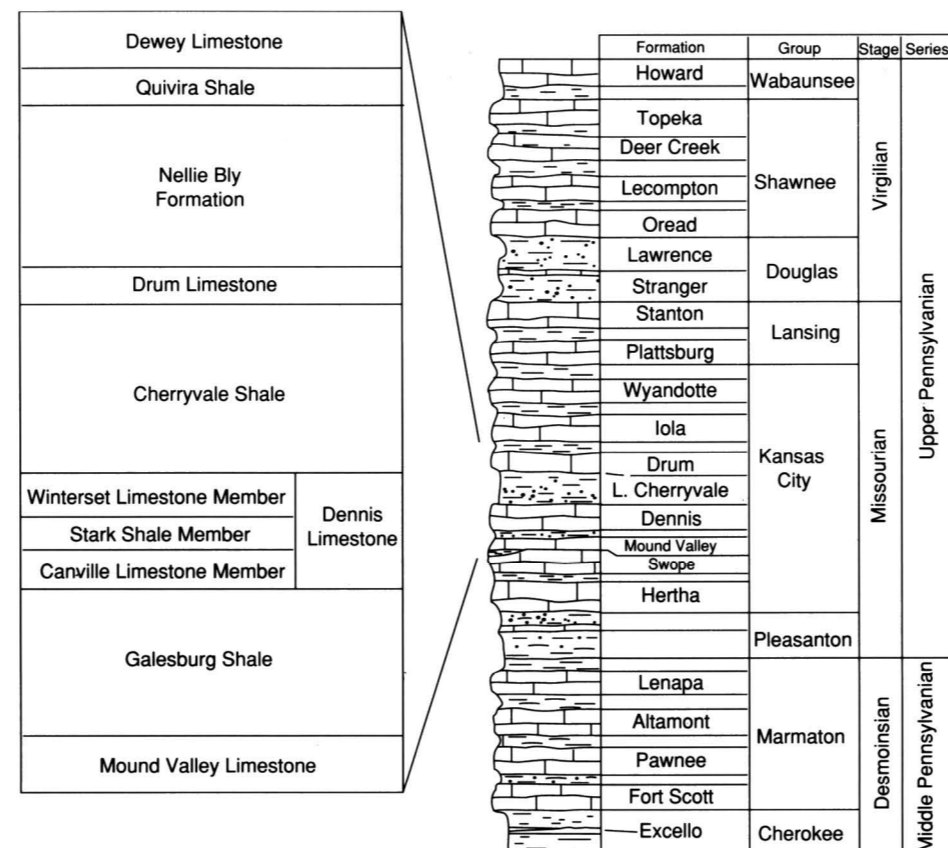 Dewey Limestone
Quivira Shale
Nellie Bly
Formation
Drum Limestone
Cherryvale Shale
Winterset Limestone Member
Stark Shale Member
Canville Limestone Member
Dennis
Limestone
Galesburg Shale
Mound Valley Limestone
Formation
Group
Stage
Series
Howard
Topeka
Deer Creek
Lecompton
Oread
Lawrence
Stranger
Stanton
Plattsburg
Wyandotte
Iola
Drum
L. Cherryvale
Dennis
Mound Valley
Swope
Hertha
Lenapa
Altamont
Pawnee
Fort Scott
Excello
Wabaunsee
Shawnee
Douglas
Lansing
Kansas
City
Pleasanton
Marmaton
Cherokee
Virgilian
Missourian
Desmoinsian
Upper Pennsylvanian
Middle Pennsylvanian